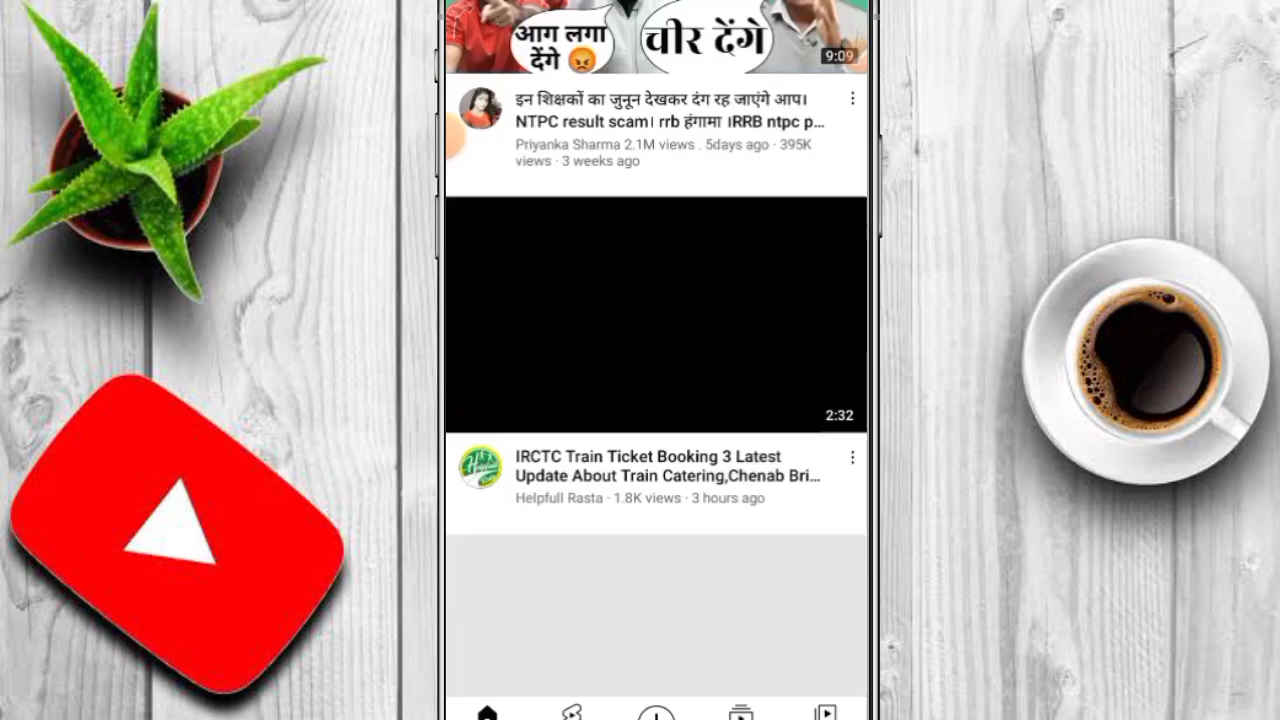 आग लगा
देंगे 😡
चीर देंगे
9:09
इन शिक्षकों का जुनून देखकर दंग रह जाएंगे आप।
NTPC result scam। rrb हंगामा ।RRB ntpc p...
Priyanka Sharma 2.1M views . 5days ago · 395K
views · 3 weeks ago
2:32
IRCTC Train Ticket Booking 3 Latest
Update About Train Catering,Chenab Bri...
Helpfull Rasta · 1.8K views · 3 hours ago